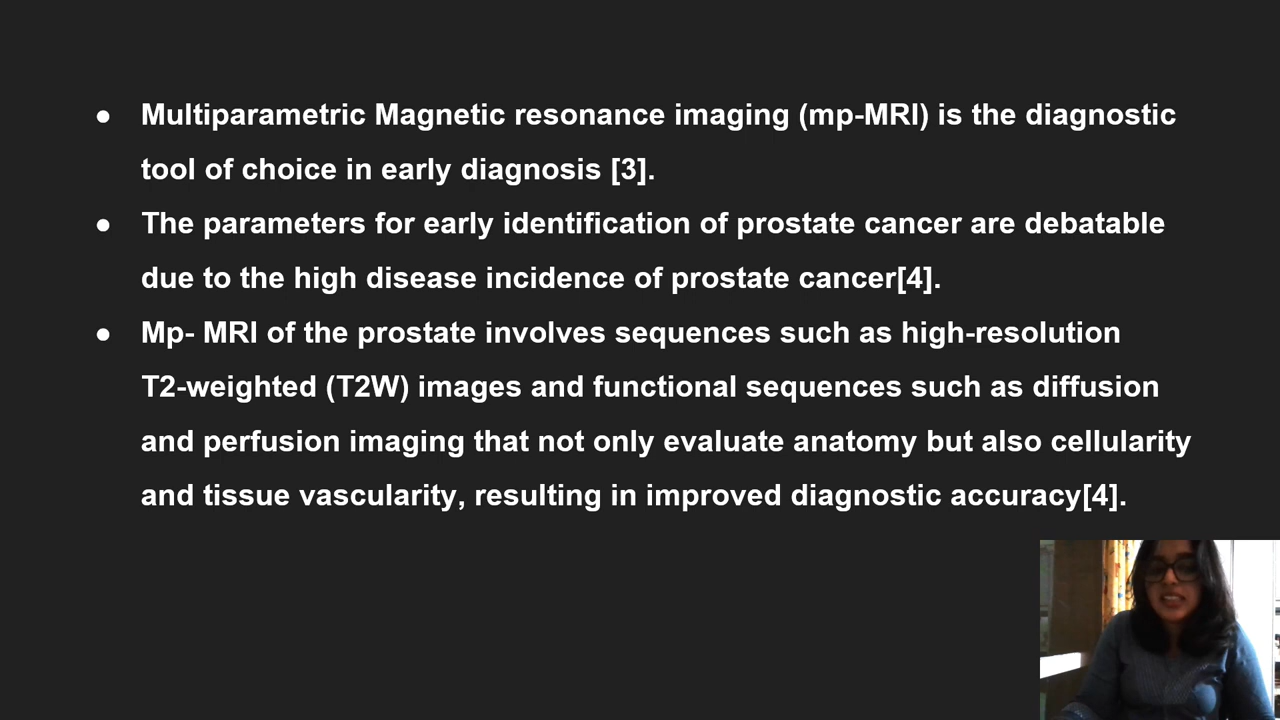 ● Multiparametric Magnetic resonance imaging (mp-MRI) is the diagnostic
tool of choice in early diagnosis [3].
● The parameters for early identification of prostate cancer are debatable
due to the high disease incidence of prostate cancer[4].
● Mp- MRI of the prostate involves sequences such as high-resolution
T2-weighted (T2W) images and functional sequences such as diffusion
and perfusion imaging that not only evaluate anatomy but also cellularity
and tissue vascularity, resulting in improved diagnostic accuracy[4].